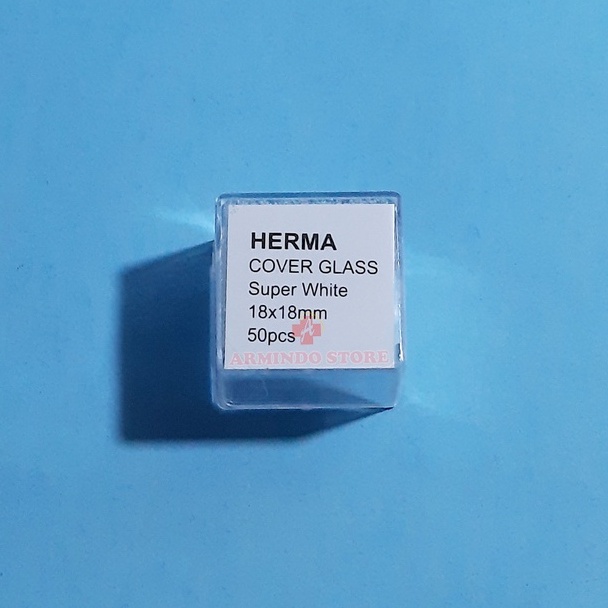 HERMA
COVER GLASS
Super White
18x18mm
50pcs
ARMINDO STORE